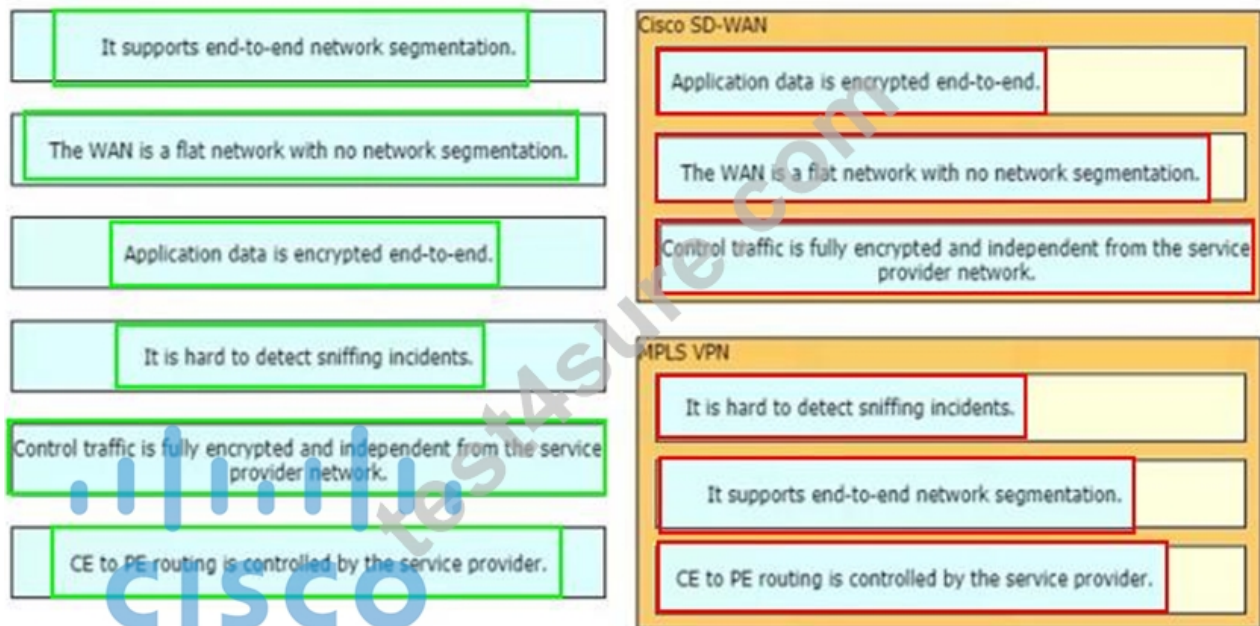 It supports end-to-end network segmentation.
The WAN is a flat network with no network segmentation.
Application data is encrypted end-to-end.
It is hard to detect sniffing incidents.
Control traffic is fully encrypted and independent from the service
provider network.
CE to PE routing is controlled by the service provider.
CISCO
Cisco SD-WAN
Application data is encrypted end-to-end.
The WAN is a flat network with no network segmentation.
Control traffic is fully encrypted and independent from the service
provider network.
MPLS VPN
It is hard to detect sniffing incidents.
It supports end-to-end network segmentation.
CE to PE routing is controlled by the service provider.
test4sure.com